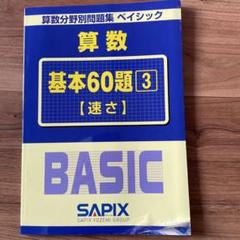 算数分野別問題集 ベイシック
算数
基本60題 3
【速さ】
BASIC
SAPIX
SAPIX YOZEMI GROUP